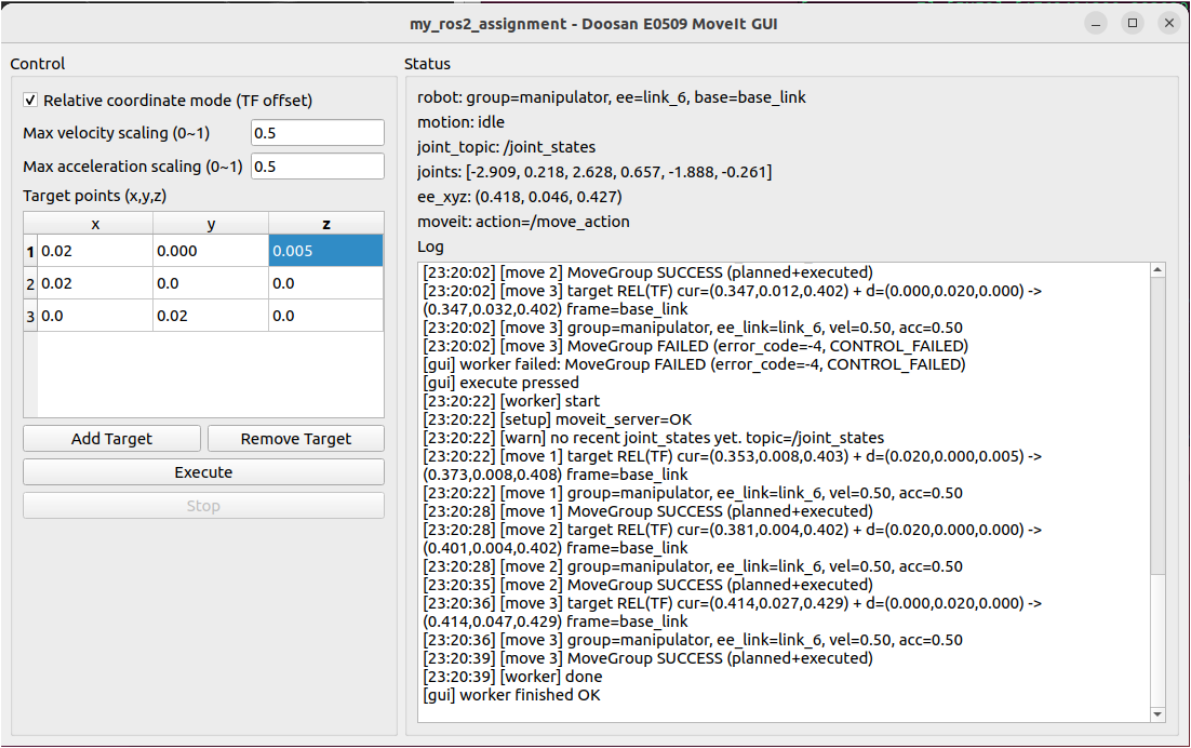 my_ros2_assignment - Doosan E0509 MoveIt GUI
Control
Relative coordinate mode (TF offset)
Max velocity scaling (0~1) 0.5
Max acceleration scaling (0~1) 0.5
Target points (x,y,z)
x y z
1 0.02 0.000 0.005
2 0.02 0.0 0.0
3 0.0 0.02 0.0
Add Target Remove Target
Execute
Stop
Status
robot: group=manipulator, ee=link_6, base=base_link
motion: idle
joint_topic: /joint_states
joints: [-2.909, 0.218, 2.628, 0.657, -1.888, -0.261]
ee_xyz: (0.418, 0.046, 0.427)
moveit: action=/move_action
Log
[23:20:02] [move 2] MoveGroup SUCCESS (planned+executed)
[23:20:02] [move 3] target REL(TF) cur=(0.347,0.012,0.402) + d=(0.000,0.020,0.000) ->
(0.347,0.032,0.402) frame=base_link
[23:20:02] [move 3] group=manipulator, ee_link=link_6, vel=0.50, acc=0.50
[23:20:02] [move 3] MoveGroup FAILED (error_code=-4, CONTROL_FAILED)
[gui] worker failed: MoveGroup FAILED (error_code=-4, CONTROL_FAILED)
[gui] execute pressed
[23:20:22] [worker] start
[23:20:22] [setup] moveit_server=OK
[23:20:22] [warn] no recent joint_states yet. topic=/joint_states
[23:20:22] [move 1] target REL(TF) cur=(0.353,0.008,0.403) + d=(0.020,0.000,0.005) ->
(0.373,0.008,0.408) frame=base_link
[23:20:22] [move 1] group=manipulator, ee_link=link_6, vel=0.50, acc=0.50
[23:20:28] [move 1] MoveGroup SUCCESS (planned+executed)
[23:20:28] [move 2] target REL(TF) cur=(0.381,0.004,0.402) + d=(0.020,0.000,0.000) ->
(0.401,0.004,0.402) frame=base_link
[23:20:28] [move 2] group=manipulator, ee_link=link_6, vel=0.50, acc=0.50
[23:20:35] [move 2] MoveGroup SUCCESS (planned+executed)
[23:20:36] [move 3] target REL(TF) cur=(0.414,0.027,0.429) + d=(0.000,0.020,0.000) ->
(0.414,0.047,0.429) frame=base_link
[23:20:36] [move 3] group=manipulator, ee_link=link_6, vel=0.50, acc=0.50
[23:20:39] [move 3] MoveGroup SUCCESS (planned+executed)
[23:20:39] [worker] done
[gui] worker finished OK